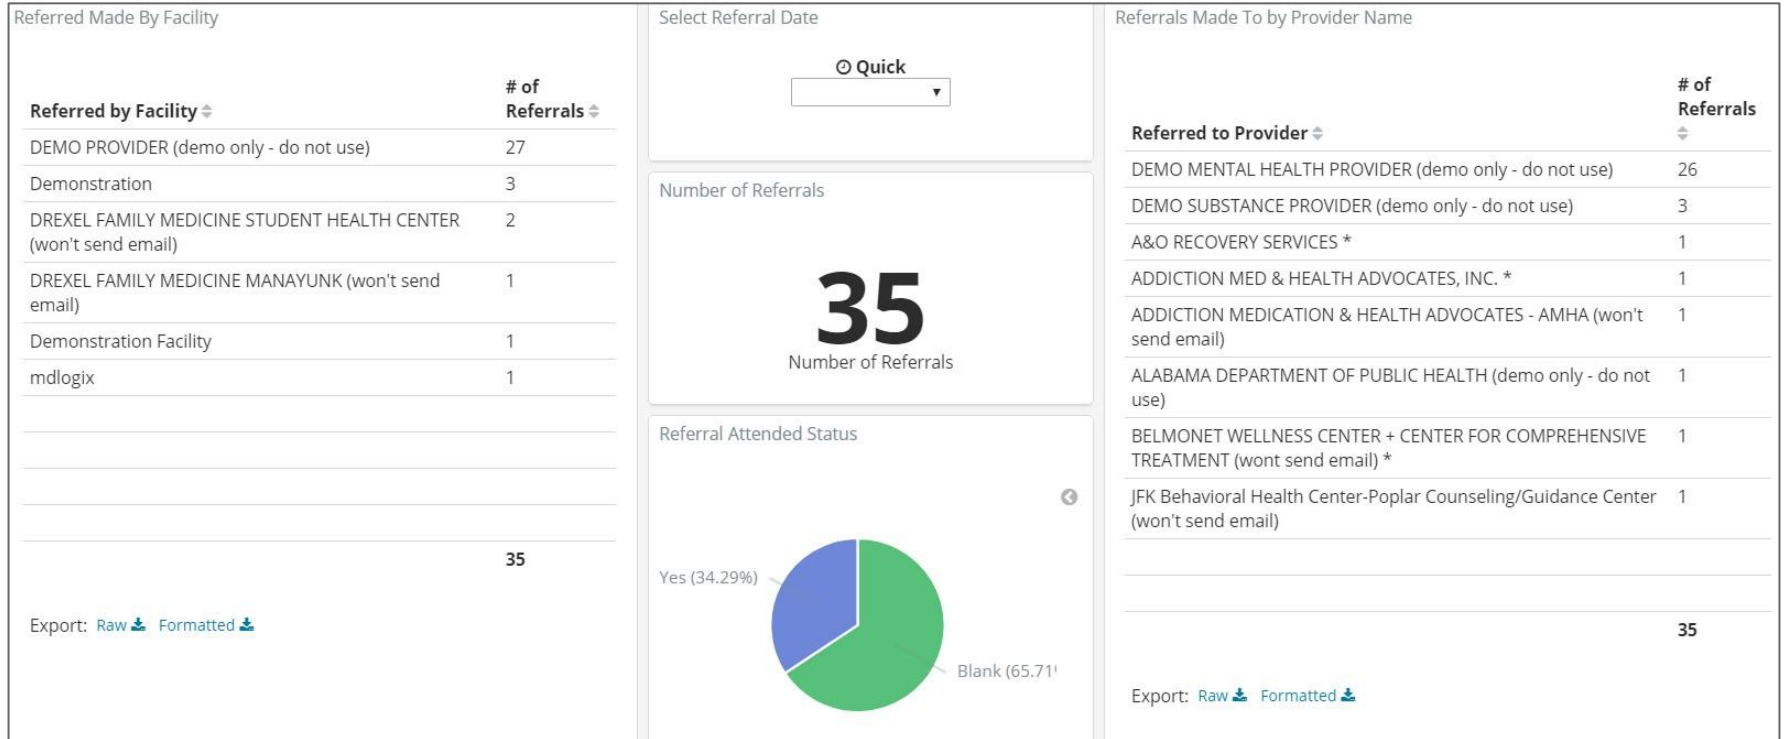 Referred Made By Facility
Referred by Facility
# of
Referrals
DEMO PROVIDER (demo only - do not use) 27
Demonstration 3
DREXEL FAMILY MEDICINE STUDENT HEALTH CENTER 2
(won't send email)
DREXEL FAMILY MEDICINE MANAYUNK (won't send 1
email)
Demonstration Facility 1
mdlogix 1
35
Export: Raw Formatted
Select Referral Date
Quick
Number of Referrals
35
Number of Referrals
Referral Attended Status
Yes (34.29%)
Blank (65.71
Referrals Made To by Provider Name
Referred to Provider
# of
Referrals
DEMO MENTAL HEALTH PROVIDER (demo only - do not use) 26
DEMO SUBSTANCE PROVIDER (demo only - do not use) 3
A&O RECOVERY SERVICES * 1
ADDICTION MED & HEALTH ADVOCATES, INC. * 1
ADDICTION MEDICATION & HEALTH ADVOCATES - AMHA (won't 1
send email)
ALABAMA DEPARTMENT OF PUBLIC HEALTH (demo only - do not 1
use)
BELMONET WELLNESS CENTER + CENTER FOR COMPREHENSIVE 1
TREATMENT (wont send email) *
JFK Behavioral Health Center-Poplar Counseling/Guidance Center 1
(won't send email)
35
Export: Raw Formatted